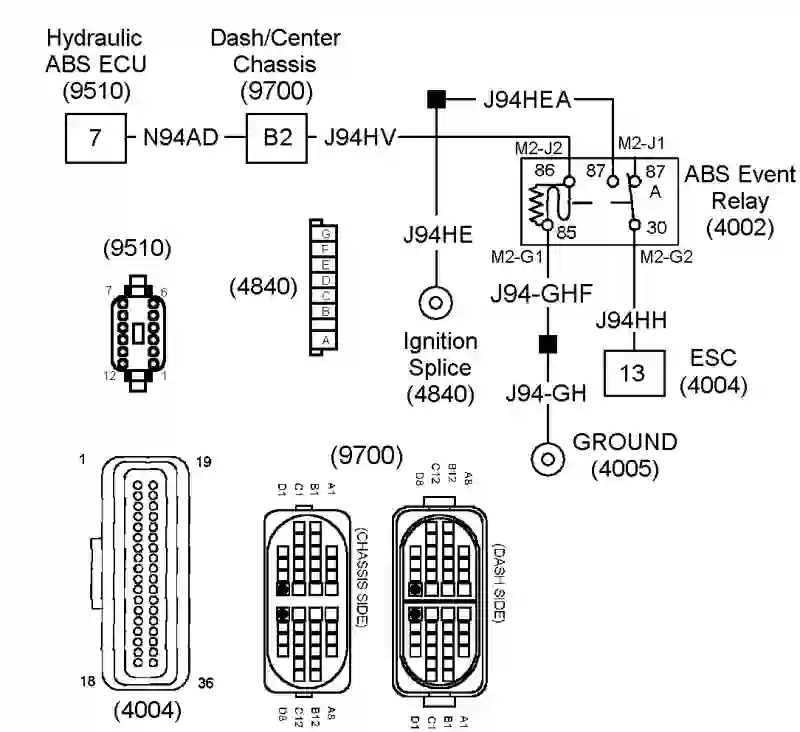 Hydraulic
ABS ECU
(9510)
Dash/Center
Chassis
(9700)
7
N94AD
B2
J94HV
J94HEA
M2-J2
M2-J1
86
87
87
A
ABS Event
Relay
(4002)
85
30
M2-G1
M2-G2
(9510)
7
6
12
1
(4840)
G
F
E
D
C
B
A
J94HE
Ignition
Splice
(4840)
J94-GHF
J94-GH
GROUND
(4005)
J94HH
13
ESC
(4004)
1
19
18
36
(4004)
(9700)
D1
C1
B1
A1
(CHASSIS SIDE)
D8
C12
B12
A8
D8
C12
B12
A8
(DASH SIDE)
D1
C1
B1
A1